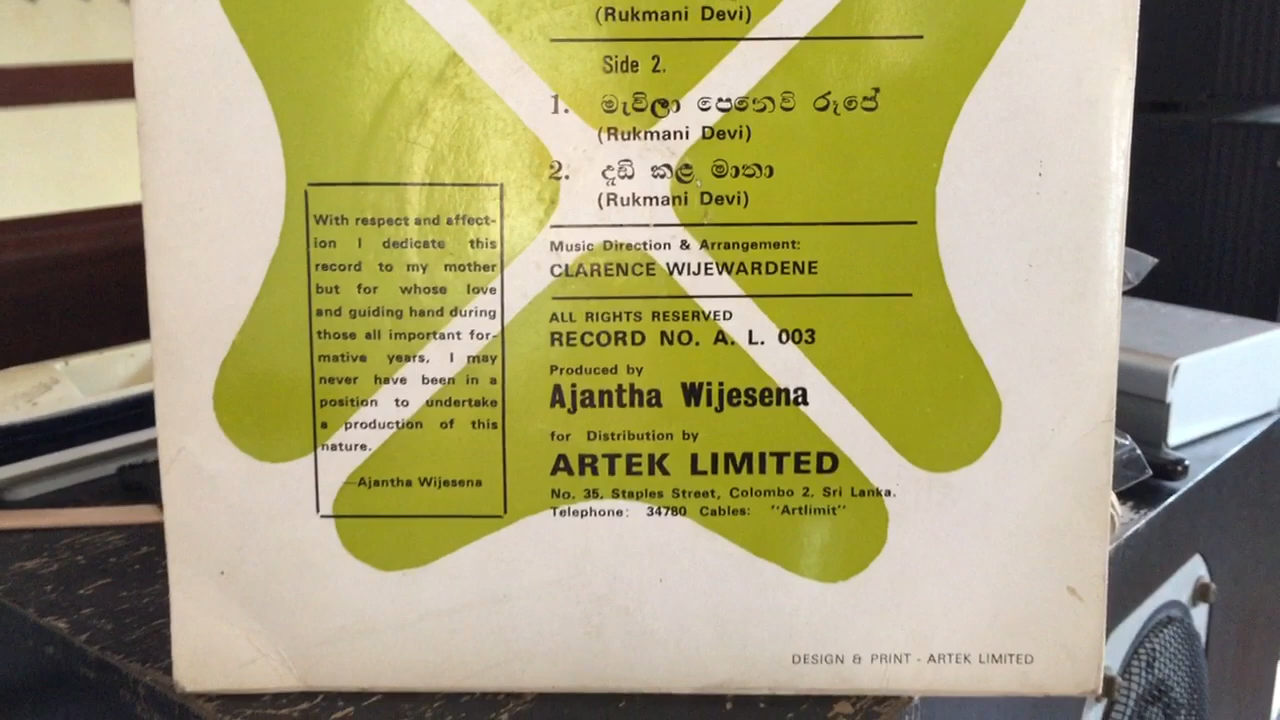 (Rukmani Devi)
Side 2.
1. මැවිලා පෙනෙවි රූපේ
(Rukmani Devi)
2. දැඩි කළ මාතා
(Rukmani Devi)
Music Direction & Arrangement:
CLARENCE WIJEWARDENE
ALL RIGHTS RESERVED
RECORD NO. A. L. 003
Produced by
Ajantha Wijesena
for Distribution by
ARTEK LIMITED
No. 35, Staples Street, Colombo 2, Sri Lanka.
Telephone: 34780 Cables: "Artlimit"
With respect and affect-
ion I dedicate this
record to my mother
but for whose love
and guiding hand during
those all important for-
mative years, I may
never have been in a
position to undertake
a production of this
nature.
—Ajantha Wijesena
DESIGN & PRINT - ARTEK LIMITED